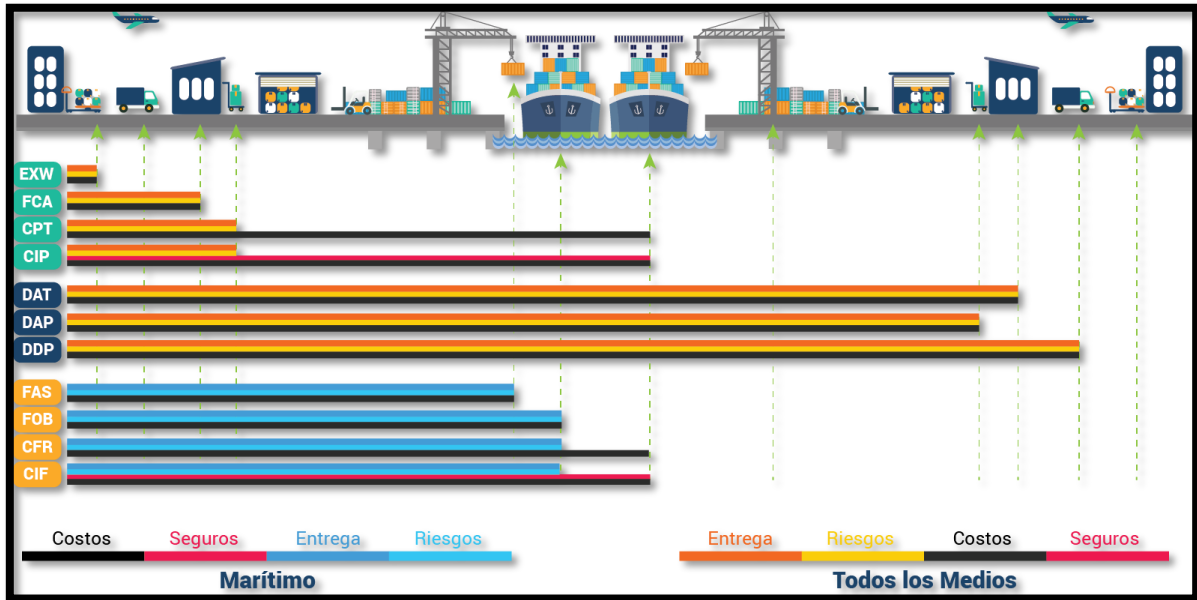 EXW
FCA
CPT
CIP
DAT
DAP
DDP
FAS
FOB
CFR
CIF
Costos Seguros Entrega Riesgos
Marítimo
Entrega Riesgos Costos Seguros
Todos los Medios